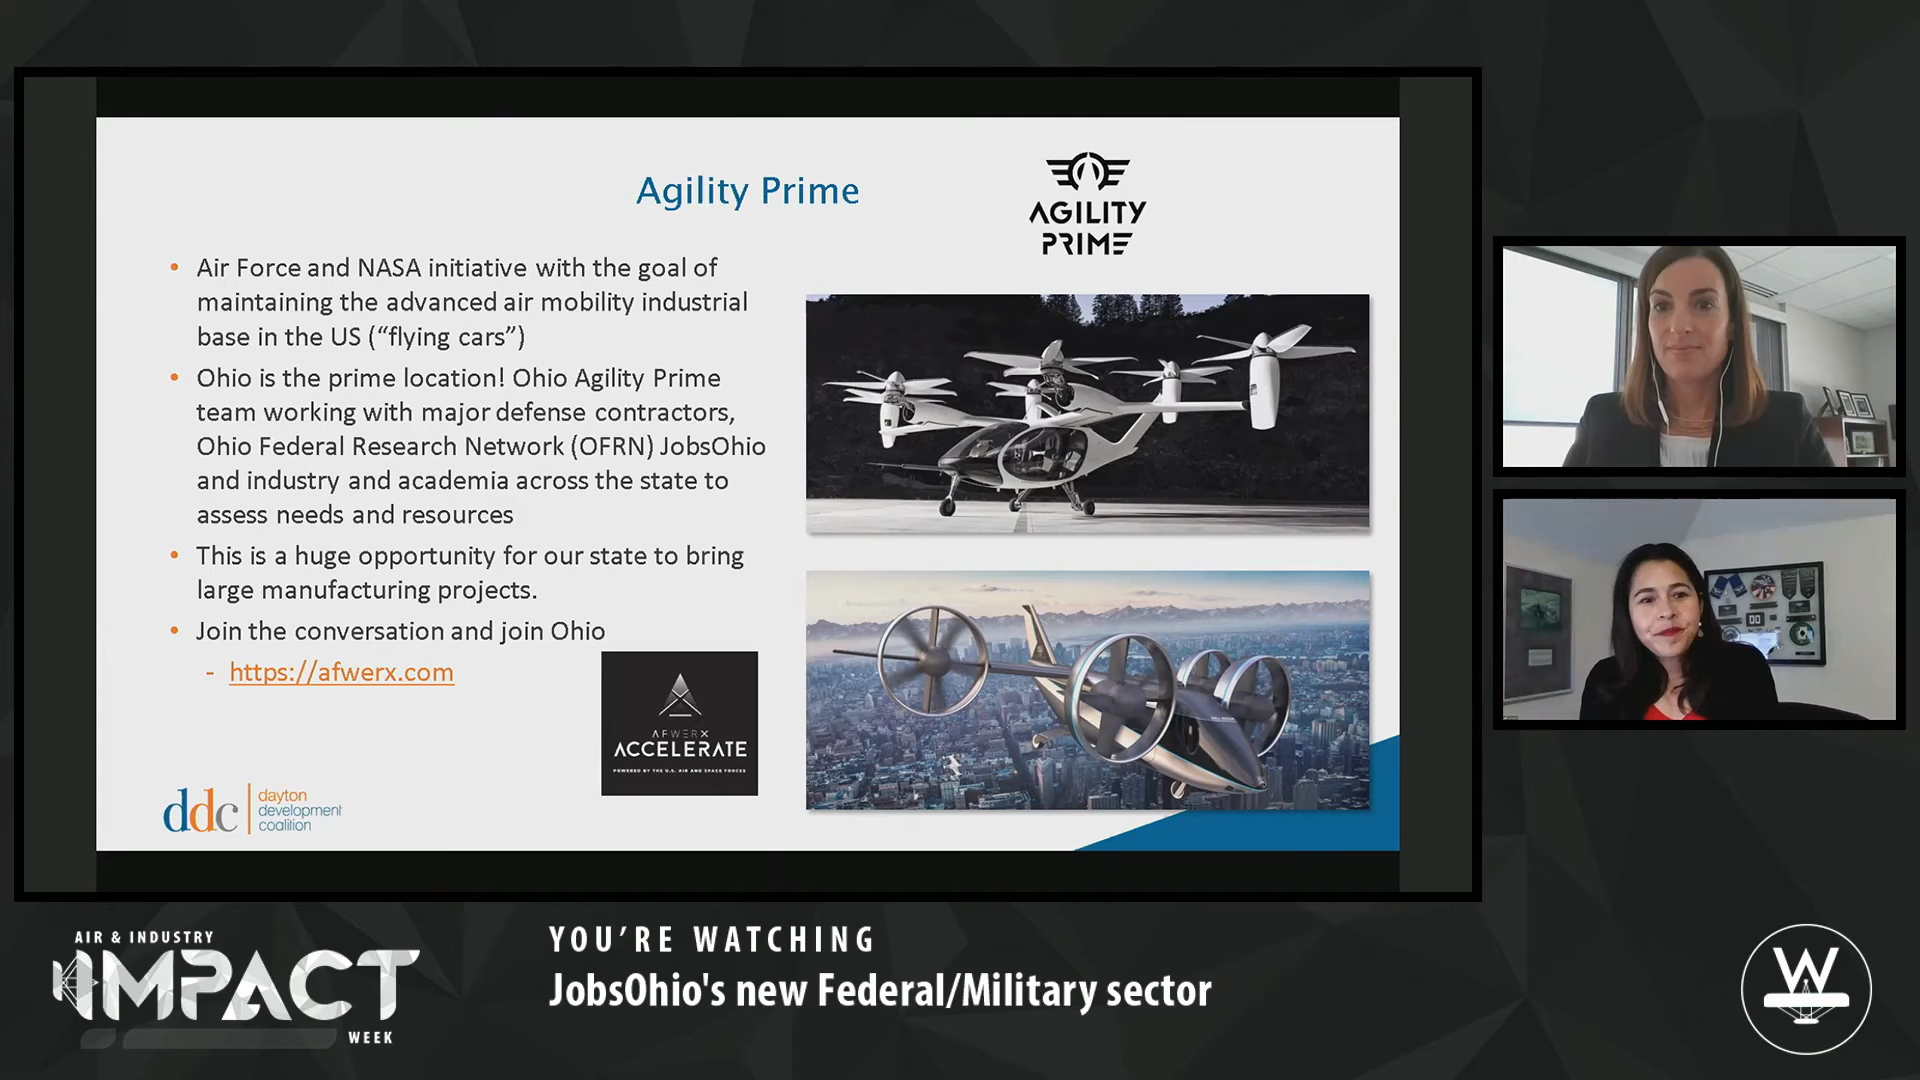 Agility Prime
AGILITY
PRIME
• Air Force and NASA initiative with the goal of
maintaining the advanced air mobility industrial
base in the US (“flying cars”)
• Ohio is the prime location! Ohio Agility Prime
team working with major defense contractors,
Ohio Federal Research Network (OFRN) JobsOhio
and industry and academia across the state to
assess needs and resources
• This is a huge opportunity for our state to bring
large manufacturing projects.
• Join the conversation and join Ohio
- https://afwerx.com
AFWERX
ACCELERATE
POWERED BY THE U.S. AIR AND SPACE FORCES
ddc
dayton
development
coalition
AIR & INDUSTRY
IMPACT
WEEK
YOU’RE WATCHING
JobsOhio's new Federal/Military sector
W